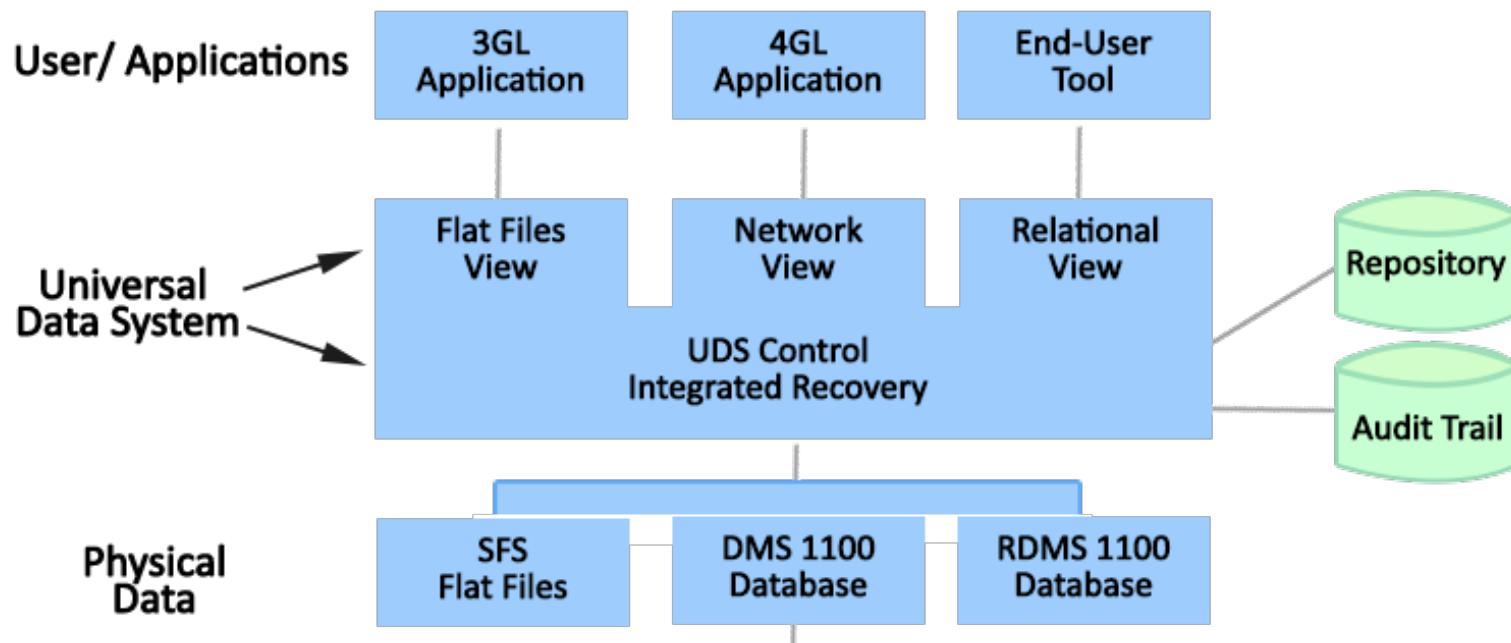 User/ Applications
3GL
Application
4GL
Application
End-User
Tool
Universal
Data System
Flat Files
View
Network
View
Relational
View
UDS Control
Integrated Recovery
Repository
Audit Trail
Physical
Data
SFS
Flat Files
DMS 1100
Database
RDMS 1100
Database